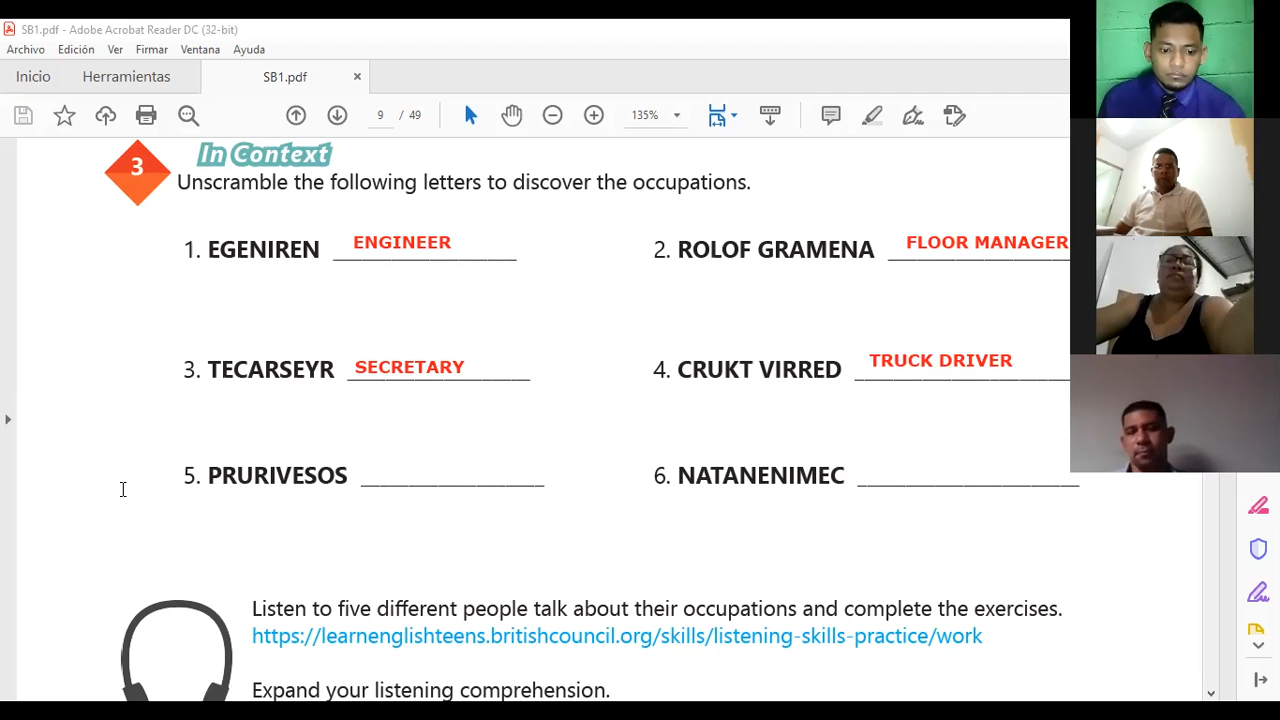 SB1.pdf - Adobe Acrobat Reader DC (32-bit)
Archivo Edición Ver Firmar Ventana Ayuda
Inicio Herramientas SB1.pdf ×
9 / 49 135%
3 In Context
Unscramble the following letters to discover the occupations.
1. EGENIREN ENGINEER
2. ROLOF GRAMENA FLOOR MANAGER
3. TECARSEYR SECRETARY
4. CRUKT VIRRED TRUCK DRIVER
5. PRURIVESOS
6. NATANENIMEC
Listen to five different people talk about their occupations and complete the exercises.
https://learnenglishteens.britishcouncil.org/skills/listening-skills-practice/work
Expand your listening comprehension.